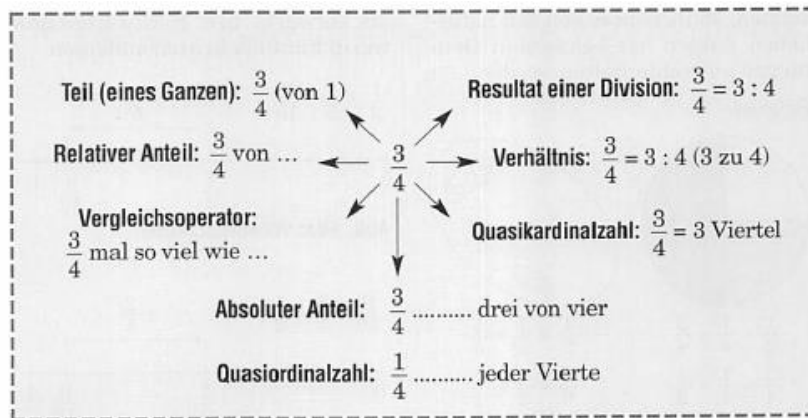 Teil (eines Ganzen): 3/4 (von 1)
Resultat einer Division: 3/4 = 3 : 4
Relativer Anteil: 3/4 von ...
3/4
Verhältnis: 3/4 = 3 : 4 (3 zu 4)
Vergleichsoperator:
3/4 mal so viel wie ...
Quasikardinalzahl: 3/4 = 3 Viertel
Absoluter Anteil: 3/4 .......... drei von vier
Quasiordinalzahl: 1/4 .......... jeder Vierte